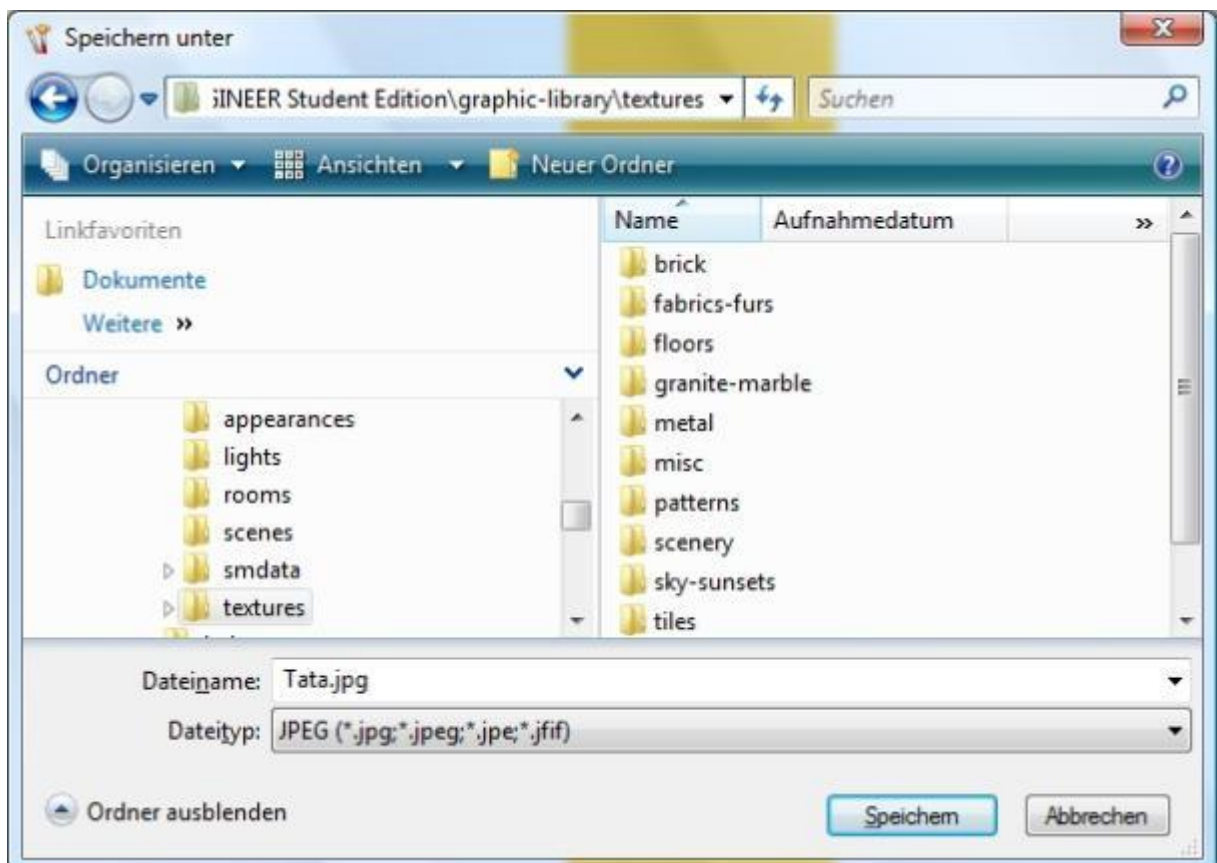 Speichern unter
GINEER Student Edition\graphic-library\textures
Suchen
Organisieren
Ansichten
Neuer Ordner
Linkfavoriten
Dokumente
Weitere »
Ordner
appearances
lights
rooms
scenes
smdata
textures
Name
Aufnahmedatum
»
brick
fabrics-furs
floors
granite-marble
metal
misc
patterns
scenery
sky-sunsets
tiles
Dateiname: Tata.jpg
Dateityp: JPEG (*.jpg;*.jpeg;*.jpe;*.jfif)
Ordner ausblenden
Speichern
Abbrechen